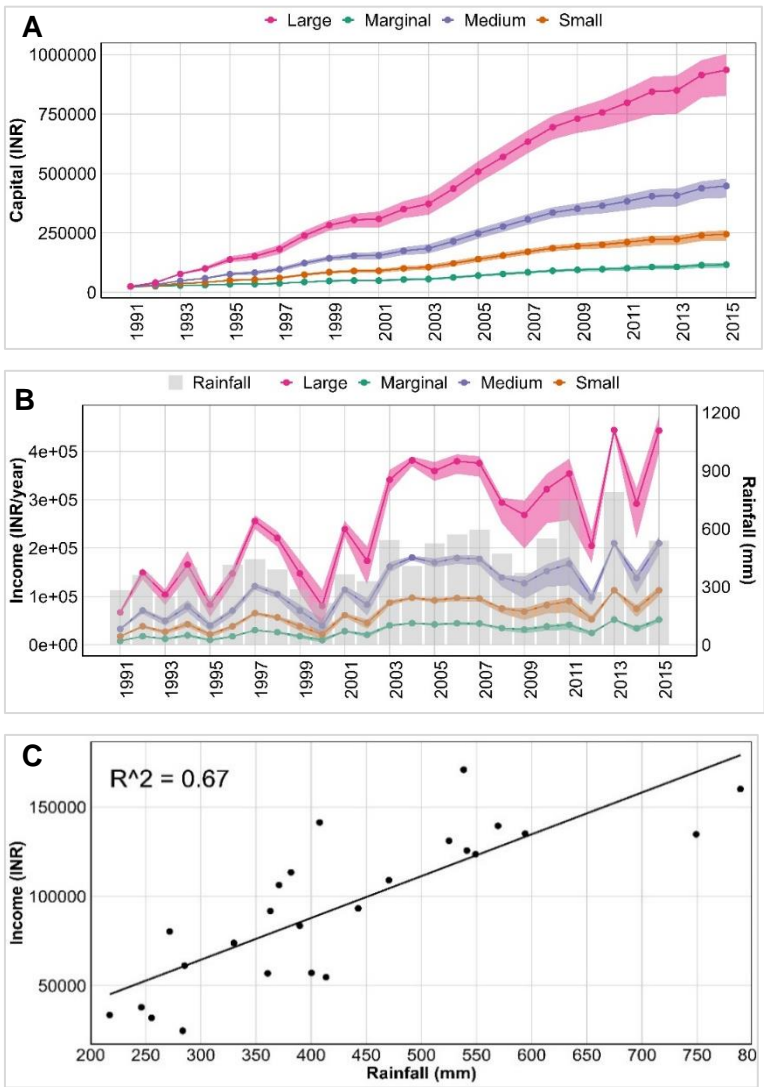 A
Large Marginal Medium Small
1000000
750000
500000
250000
0
Capital (INR)
1991 1993 1995 1997 1999 2001 2003 2005 2007 2009 2011 2013 2015
B
Rainfall Large Marginal Medium Small
4e+05
3e+05
2e+05
1e+05
0e+00
Income (INR/year)
1200
900
600
300
0
Rainfall (mm)
1991 1993 1995 1997 1999 2001 2003 2005 2007 2009 2011 2013 2015
C
R^2 = 0.67
150000
100000
50000
Income (INR)
200 250 300 350 400 450 500 550 600 650 700 750 80
Rainfall (mm)